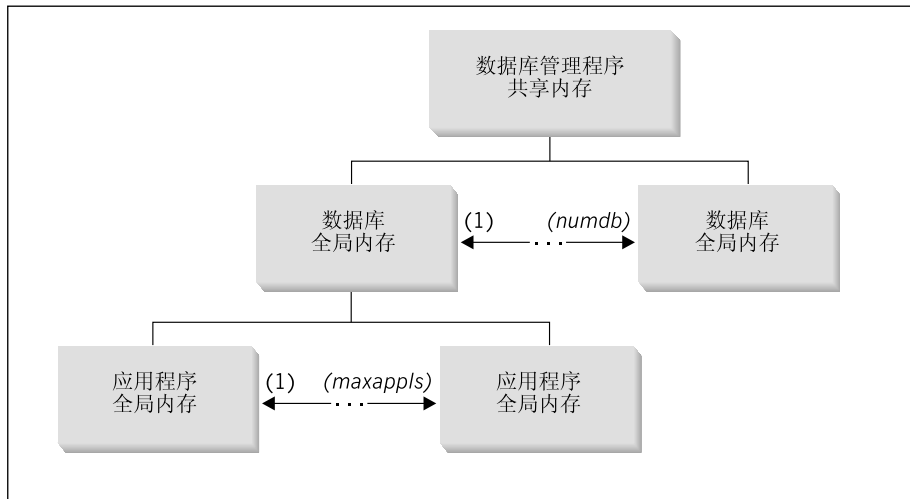 数据库管理程序
共享内存
数据库
全局内存
(1) ... (numdb)
数据库
全局内存
应用程序
全局内存
(1) ... (maxappls)
应用程序
全局内存